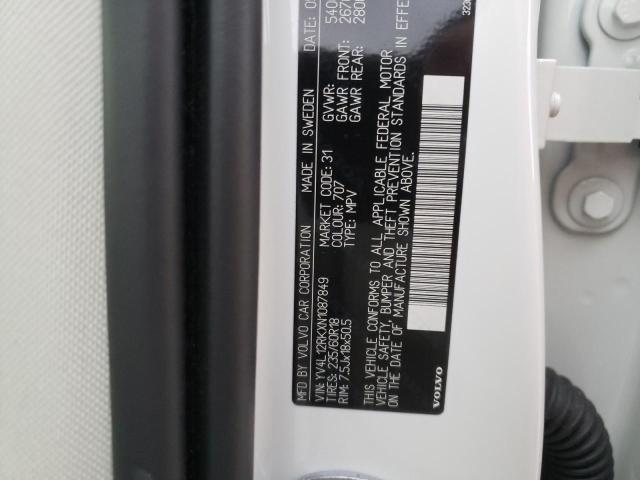 MFD BY VOLVO CAR CORPORATION MADE IN SWEDEN DATE:
VIN: YV4L12RKXN1087849 GVWR:
TIRES: 235/60R18 MARKET CODE: 31 GAWR FRONT:
RIM: 7.5Jx18x50.5 COLOUR: 707 GAWR REAR:
TYPE: MPV
THIS VEHICLE CONFORMS TO ALL APPLICABLE FEDERAL MOTOR
VEHICLE SAFETY, BUMPER AND THEFT PREVENTION STANDARDS IN EFFE
ON THE DATE OF MANUFACTURE SHOWN ABOVE.
VOLVO